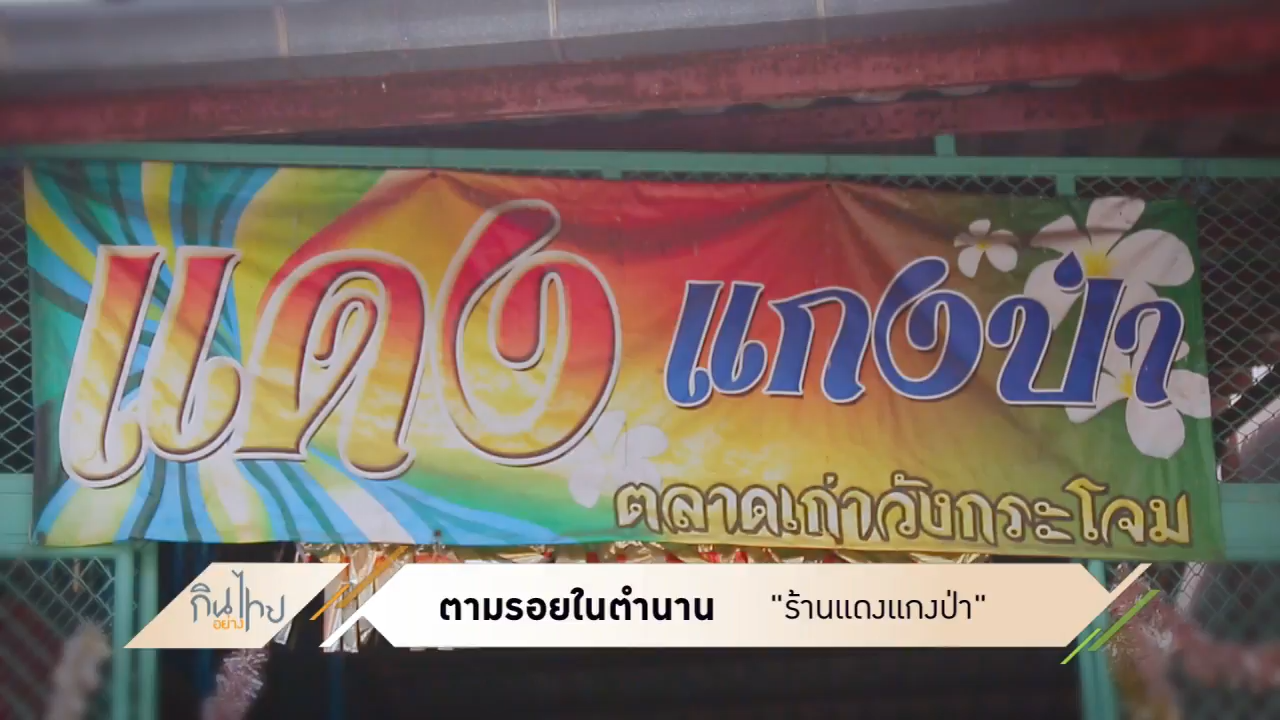 แดง แกงป่า
ตลาดเก่าวังกระโจม
กินอย่างไทย
ตามรอยในตำนาน "ร้านแดงแกงป่า"